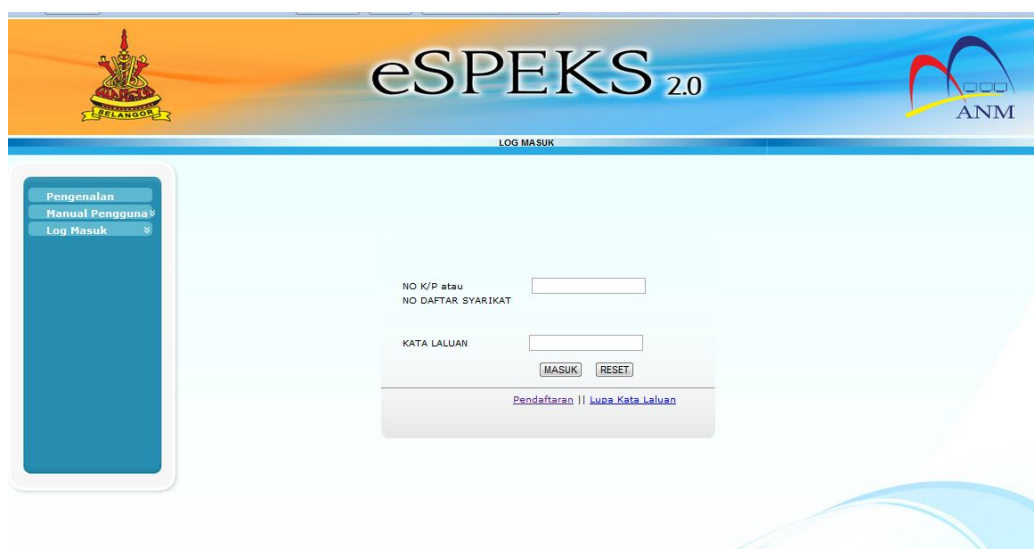 eSPEKS 2.0
SELANGOR
ANM
LOG MASUK
Pengenalan
Manual Pengguna
Log Masuk
NO K/P atau
NO DAFTAR SYARIKAT
KATA LALUAN
MASUK RESET
Pendaftaran || Lupa Kata Laluan